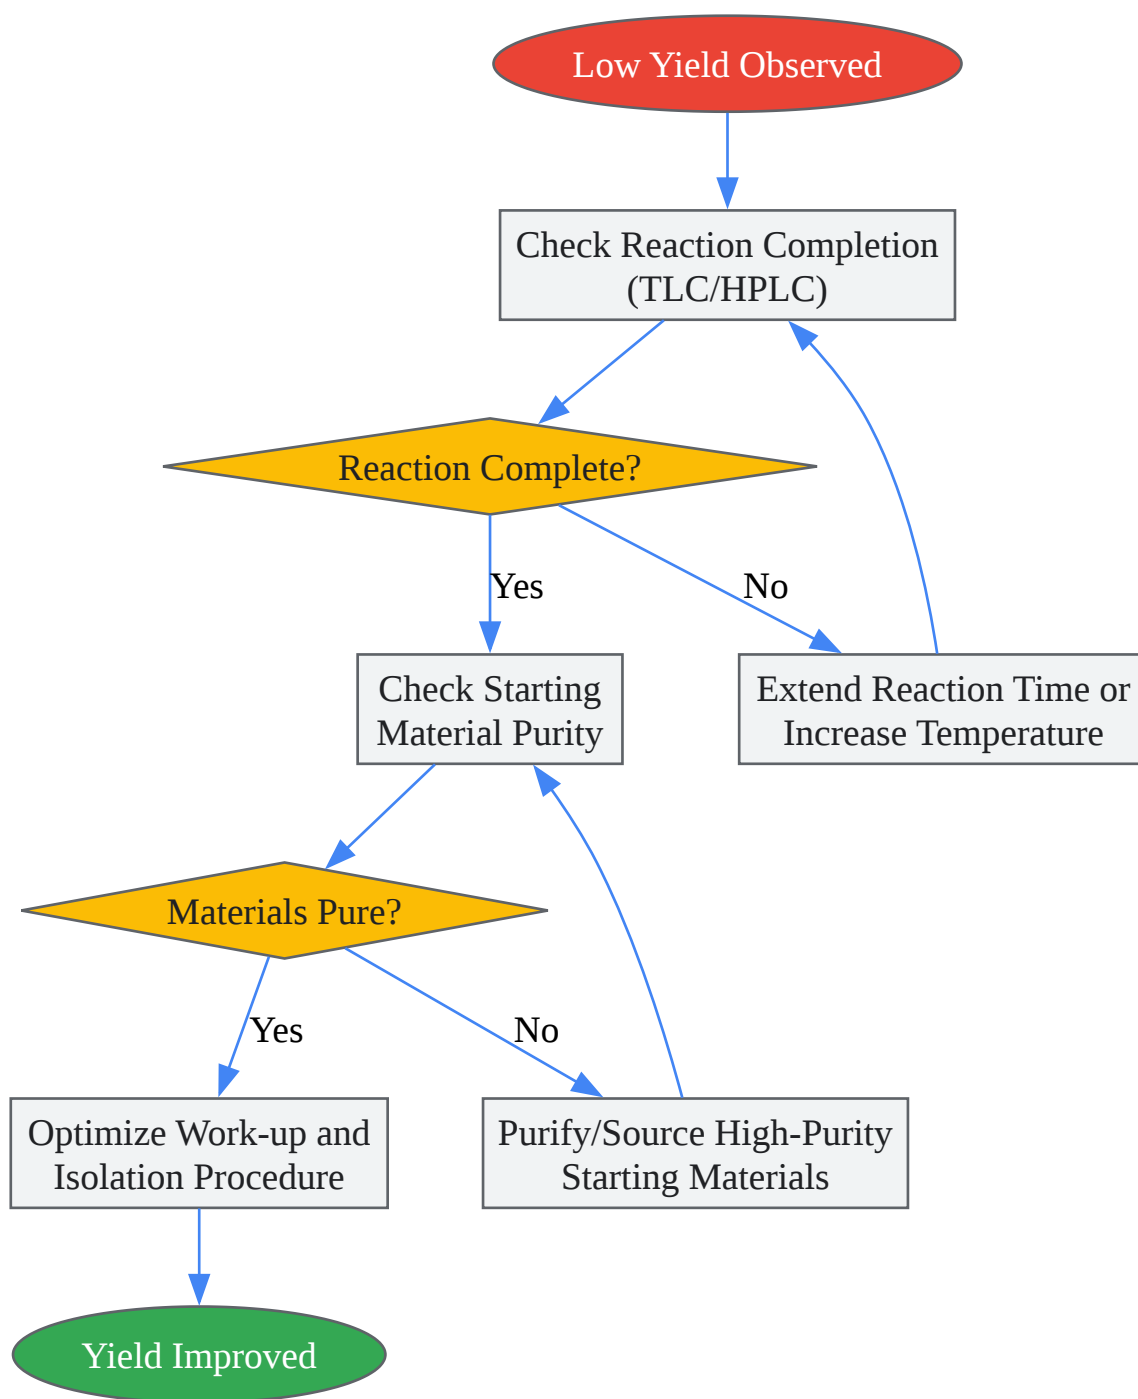 Low Yield Observed
Check Reaction Completion
(TLC/HPLC)
Reaction Complete?
Yes
No
Check Starting
Material Purity
Extend Reaction Time or
Increase Temperature
Materials Pure?
Yes
No
Optimize Work-up and
Isolation Procedure
Purify/Source High-Purity
Starting Materials
Yield Improved